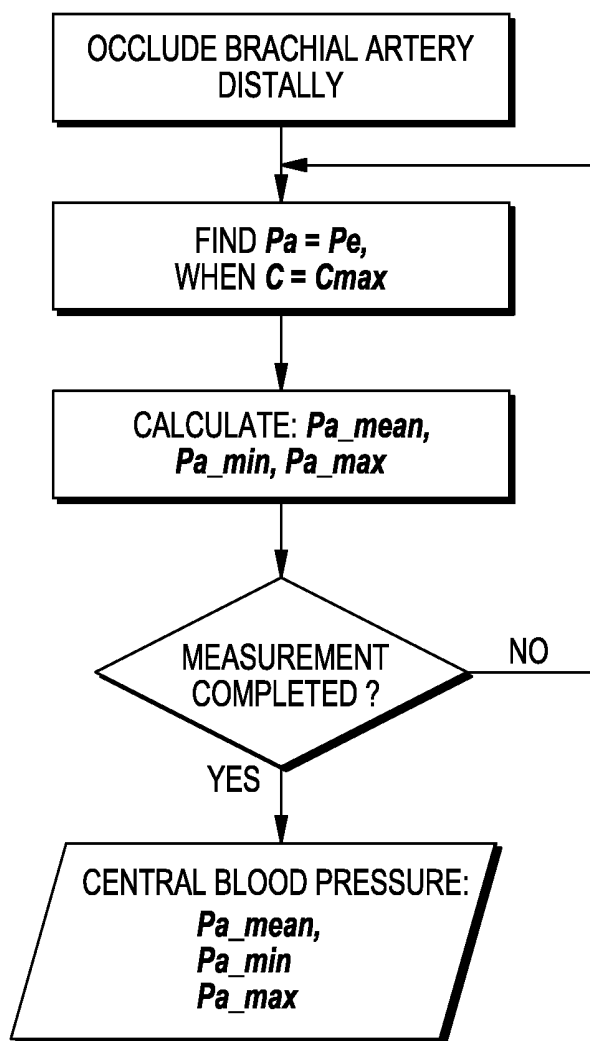 OCCLUDE BRACHIAL ARTERY
DISTALLY
FIND Pa = Pe,
WHEN C = Cmax
CALCULATE: Pa_mean,
Pa_min, Pa_max
MEASUREMENT
COMPLETED ?
NO
YES
CENTRAL BLOOD PRESSURE:
Pa_mean,
Pa_min
Pa_max